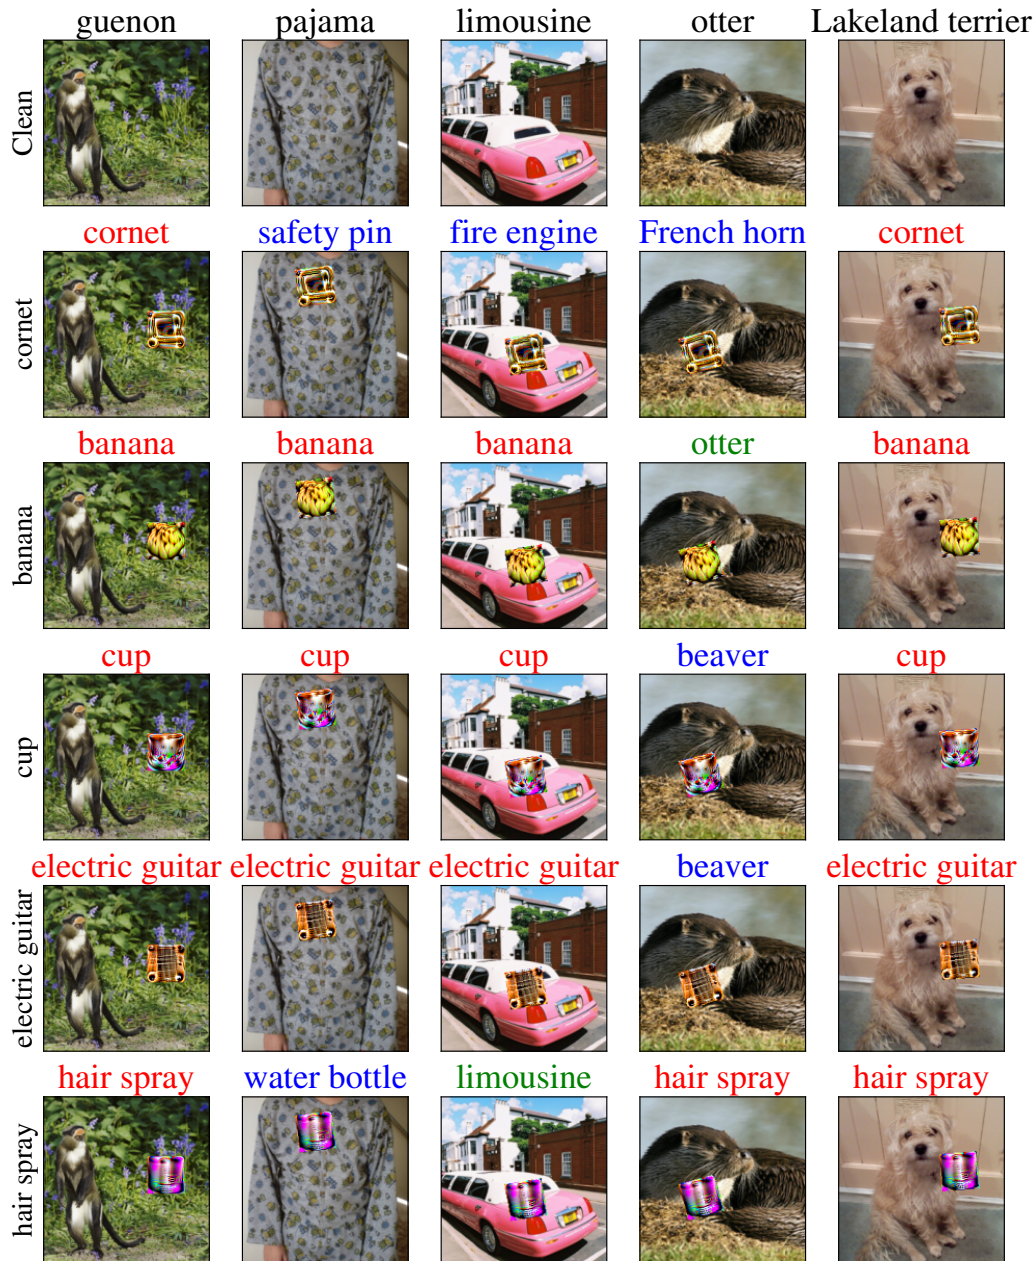 guenon pajama limousine otter Lakeland terrier
Clean
cornet safety pin fire engine French horn cornet
cornet
banana banana banana otter banana
banana
cup cup cup beaver cup
cup
electric guitar electric guitar electric guitar beaver electric guitar
electric guitar
hair spray water bottle limousine hair spray hair spray
hair spray